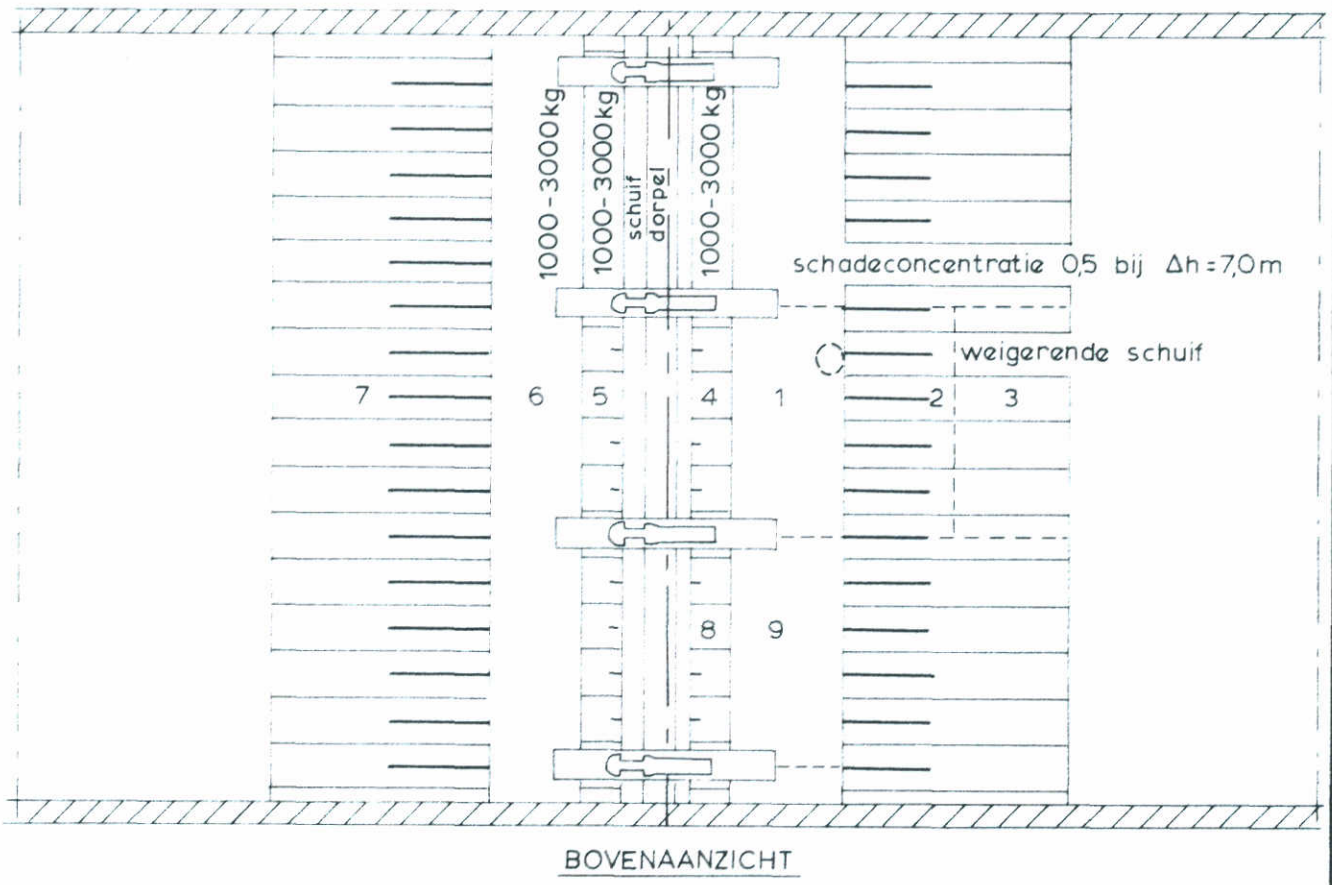 1000-3000kg
1000-3000kg
schuif
dorpel
1000-3000kg
schadeconcentratie 0,5 bij Δh = 7,0m
weigerende schuif
7
6
5
4
1
2
3
8
9
BOVENAANZICHT